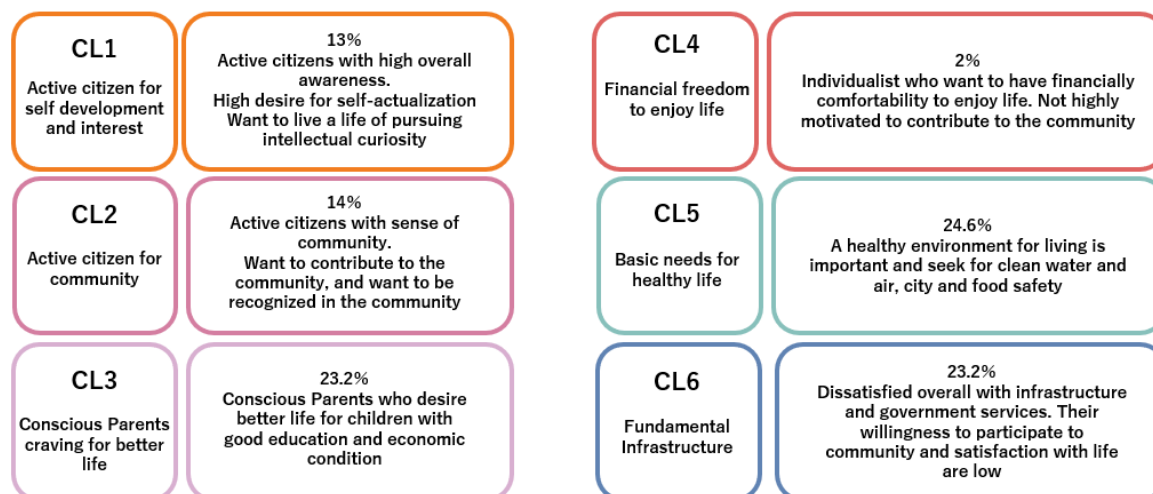 CL1
Active citizen for
self development
and interest
13%
Active citizens with high overall
awareness.
High desire for self-actualization
Want to live a life of pursuing
intellectual curiosity
CL2
Active citizen for
community
14%
Active citizens with sense of
community.
Want to contribute to the
community, and want to be
recognized in the community
CL3
Conscious Parents
craving for better
life
23.2%
Conscious Parents who desire
better life for children with
good education and economic
condition
CL4
Financial freedom
to enjoy life
2%
Individualist who want to have financially
comfortability to enjoy life. Not highly
motivated to contribute to the community
CL5
Basic needs for
healthy life
24.6%
A healthy environment for living is
important and seek for clean water and
air, city and food safety
CL6
Fundamental
Infrastructure
23.2%
Dissatisfied overall with infrastructure
and government services. Their
willingness to participate to
community and satisfaction with life
are low